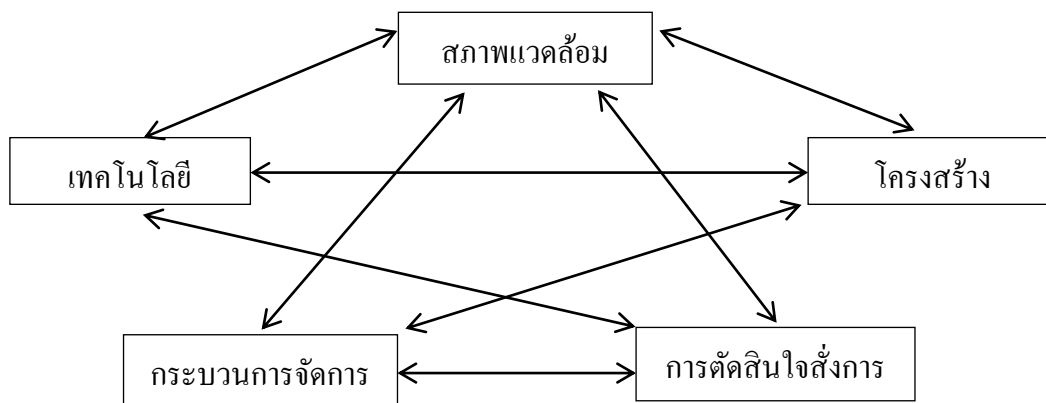 สภาพแวดล้อม
เทคโนโลยี
โครงสร้าง
กระบวนการจัดการ
การตัดสินใจสั่งการ